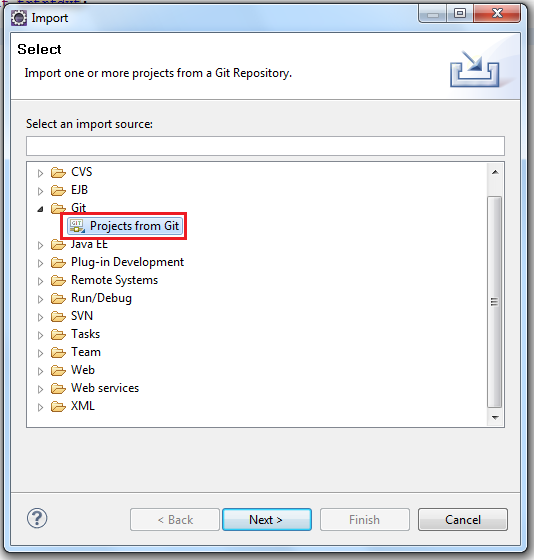 Import
Select
Import one or more projects from a Git Repository.
Select an import source:
CVS
EJB
Git
GIT
Projects from Git
Java EE
Plug-in Development
Remote Systems
Run/Debug
SVN
Tasks
Team
Web
Web services
XML
?
< Back
Next >
Finish
Cancel